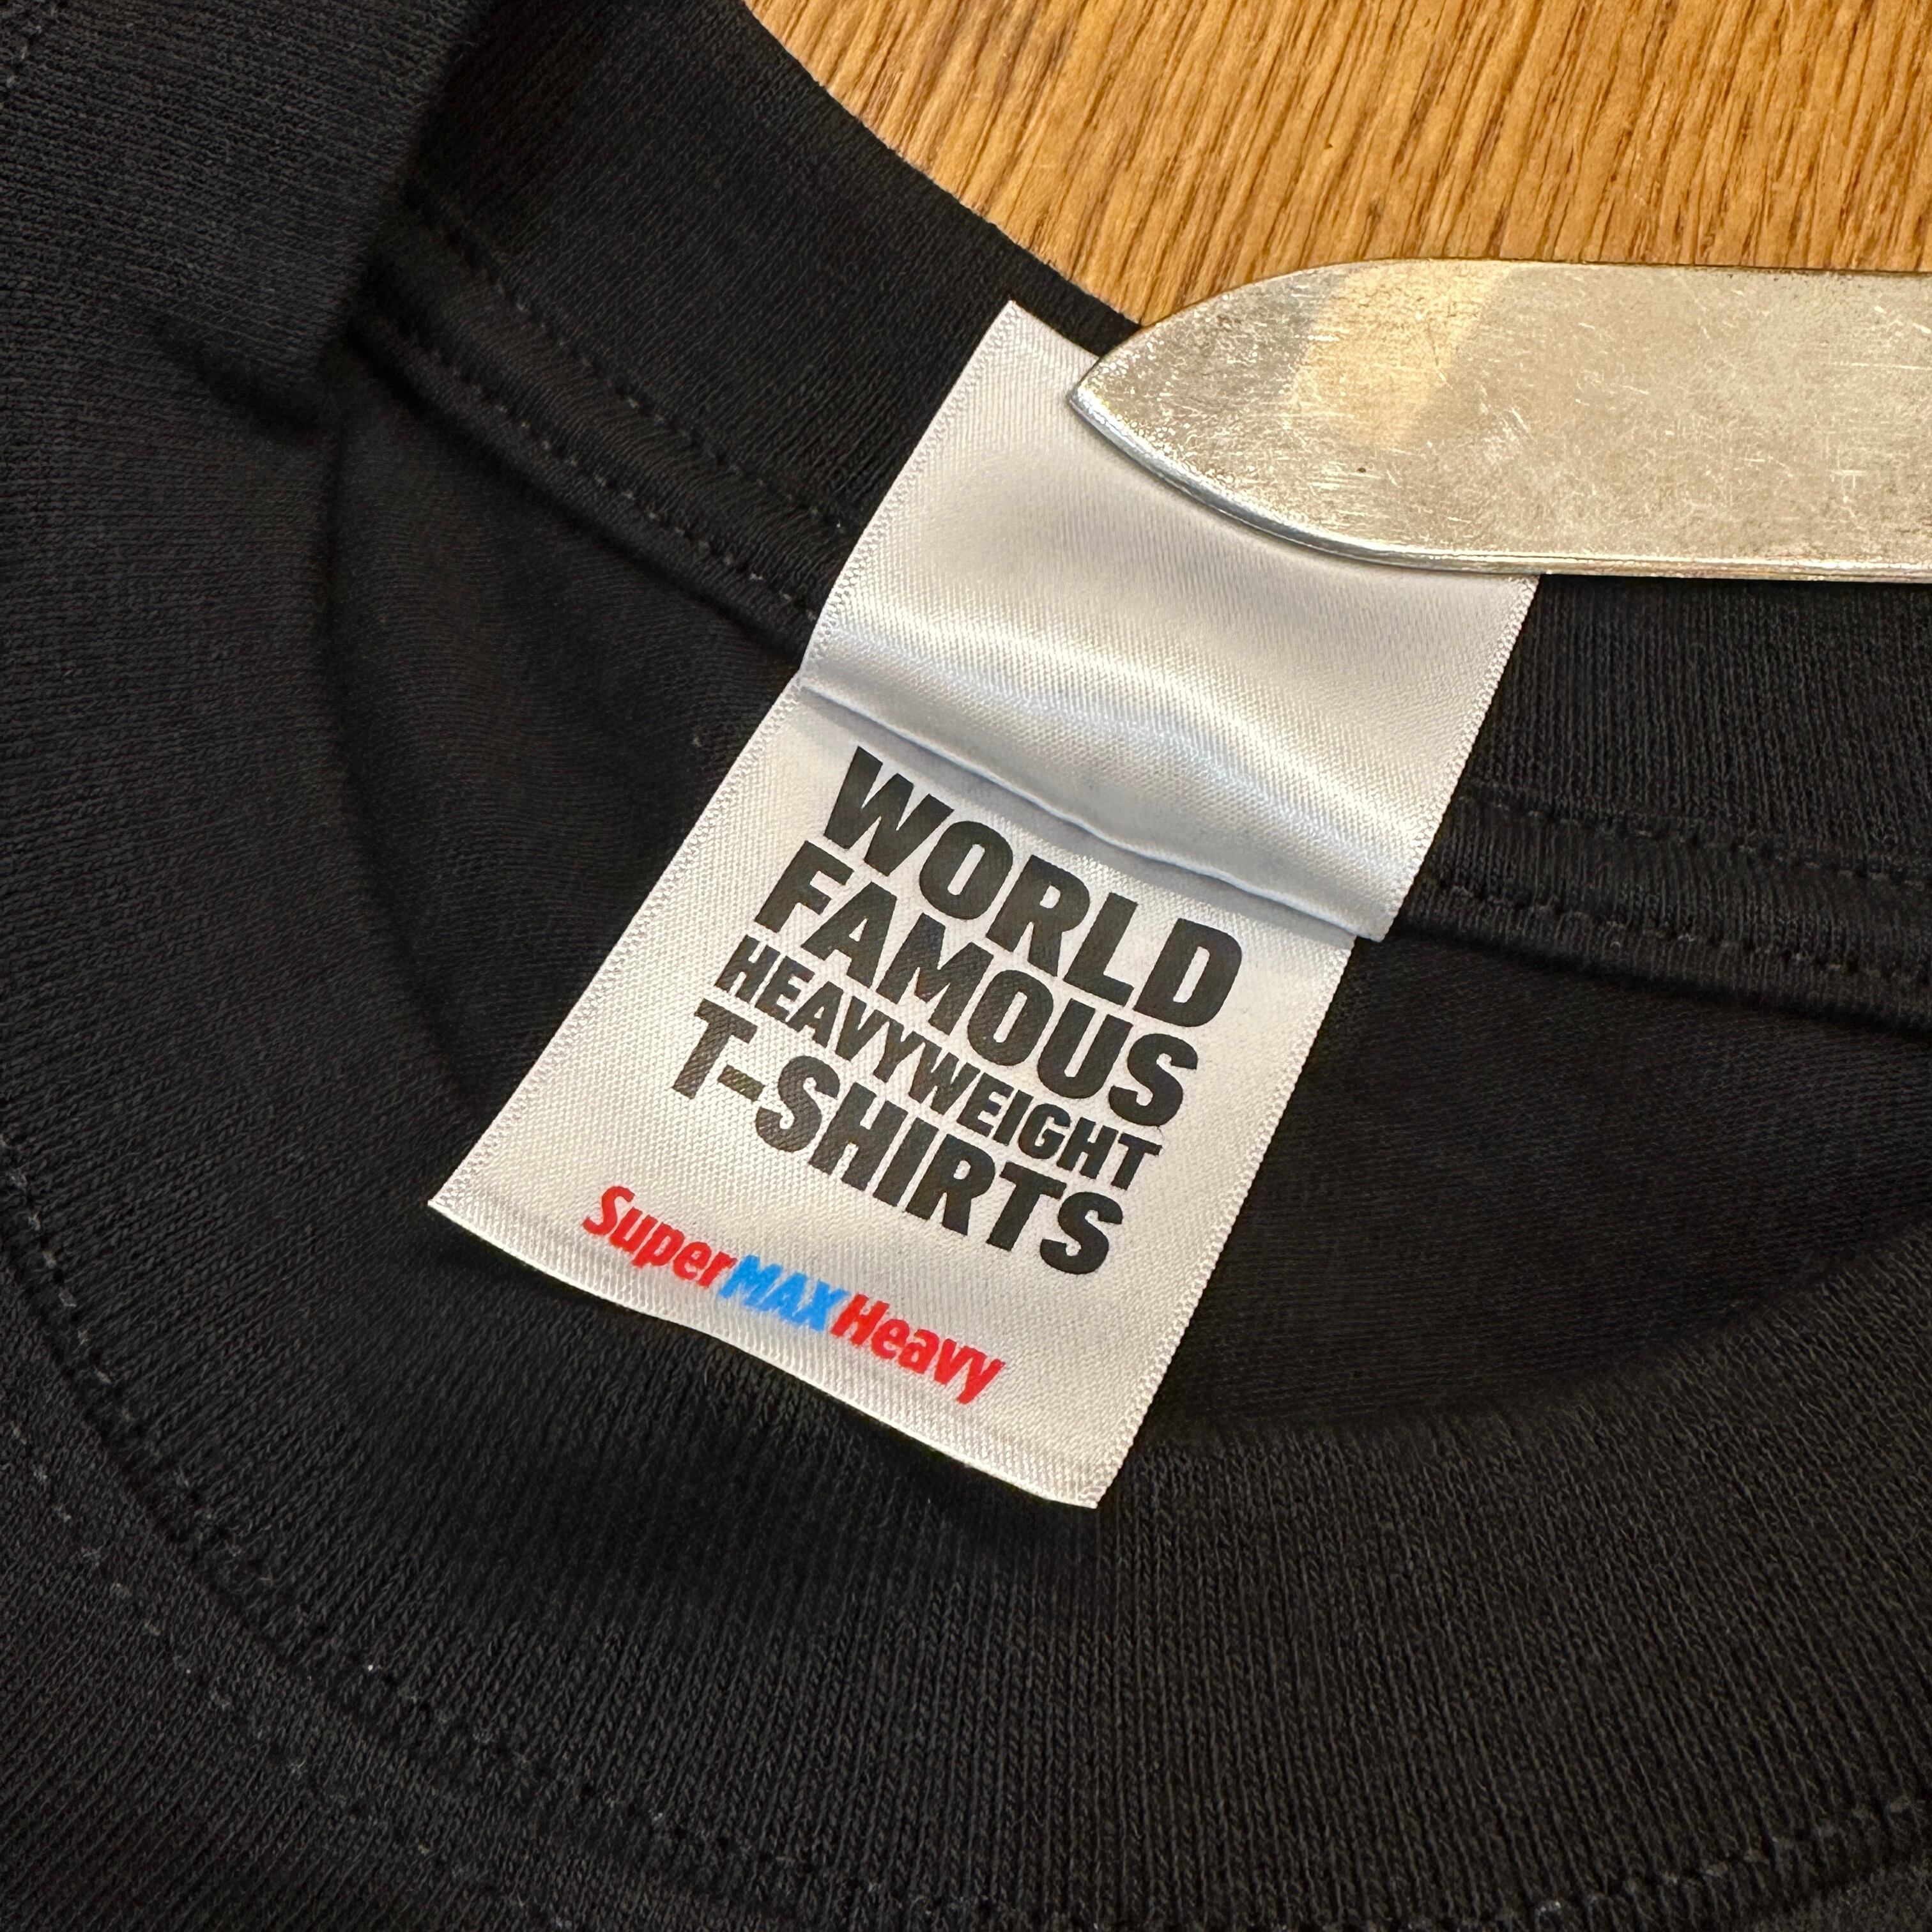 WORLD
FAMOUS
HEAVYWEIGHT
T-SHIRTS
SuperMAXHeavy